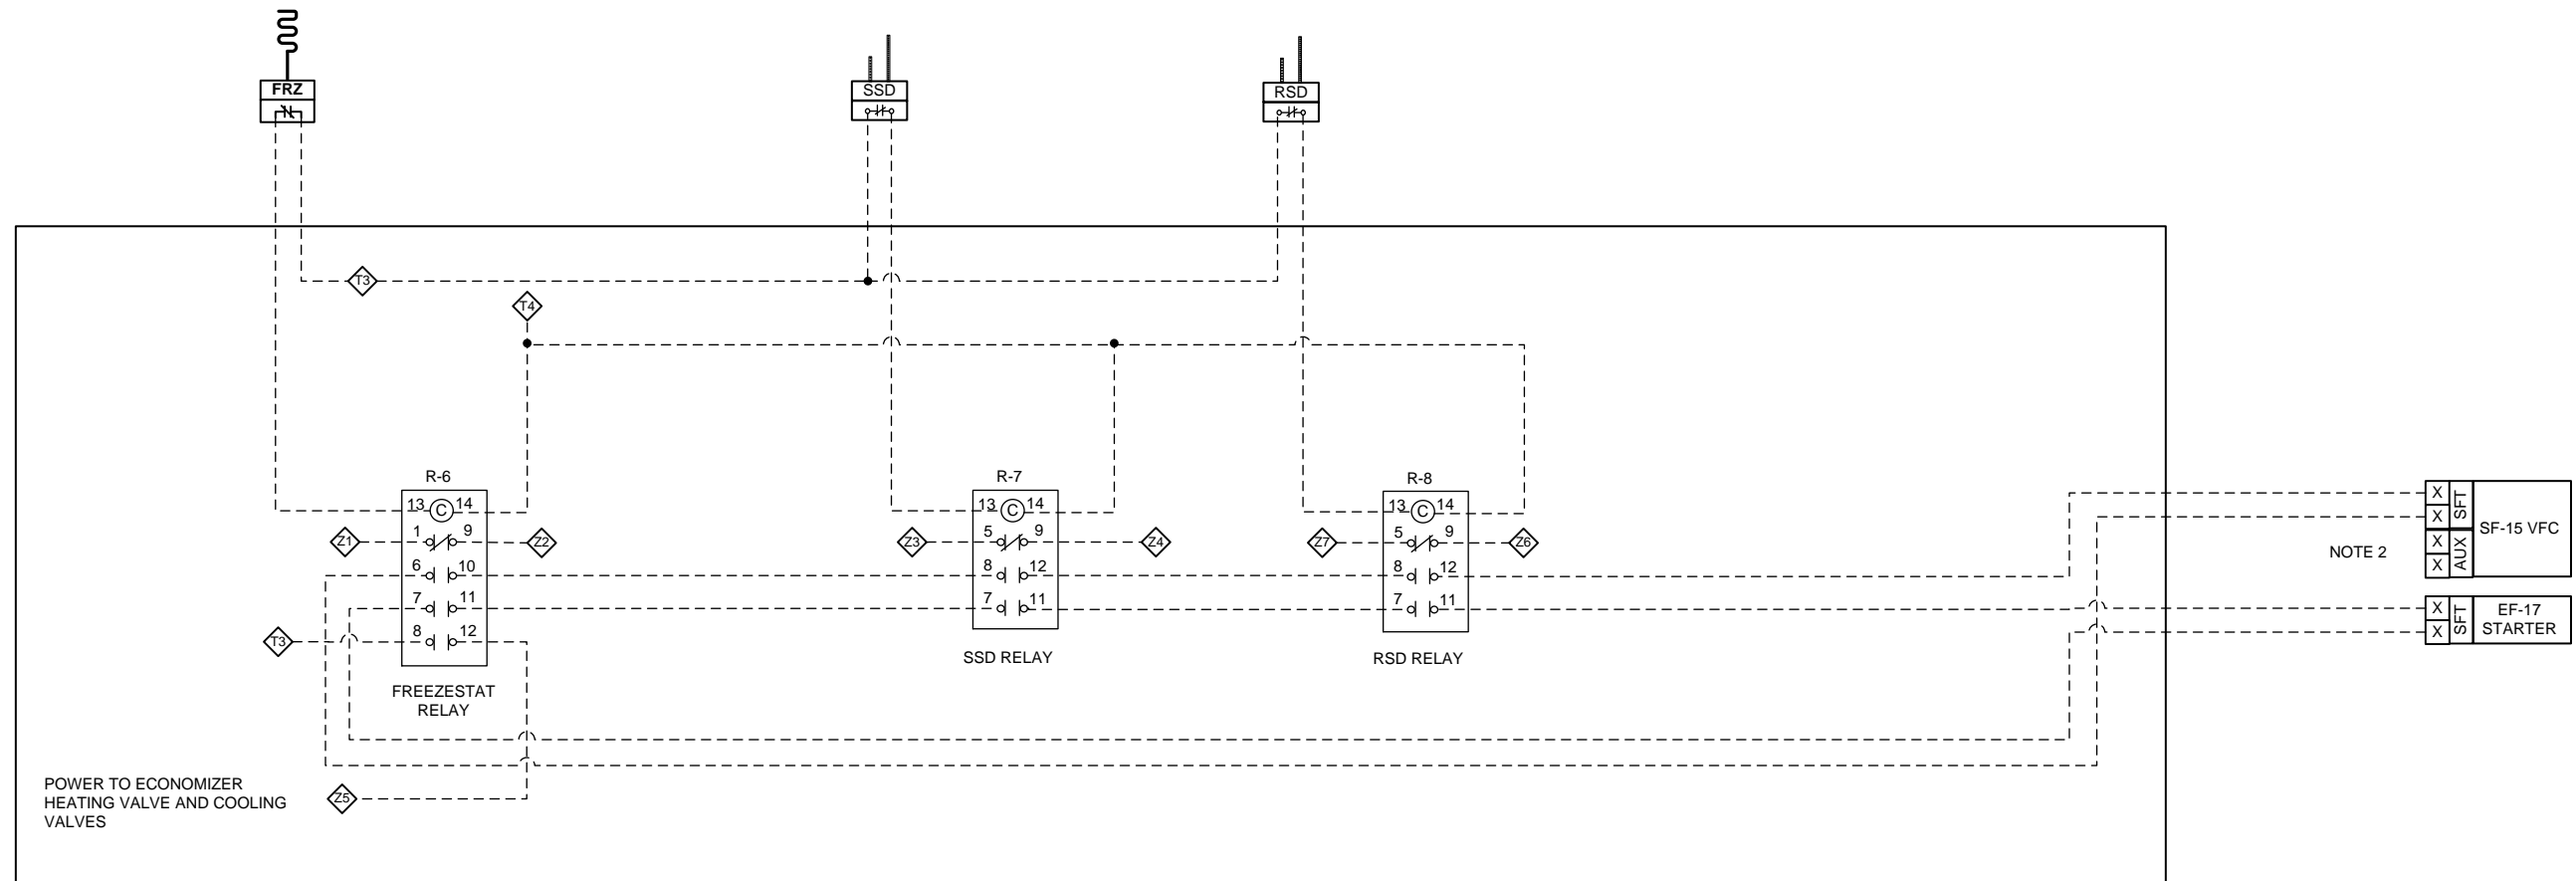 FRZ
SSD
RSD
T3
T4
R-6
R-7
R-8
13 C 14
13 C 14
13 C 14
SFT
X
X
SF-15 VFC
AUX
X
X
NOTE 2
Z1
1 9
Z2
Z3
5 9
Z4
Z7
5 9
Z6
6 10
8 12
8 12
7 11
7 11
7 11
X
X
SFT
EF-17
STARTER
T3
8 12
SSD RELAY
RSD RELAY
FREEZESTAT
RELAY
POWER TO ECONOMIZER
HEATING VALVE AND COOLING
VALVES
Z5